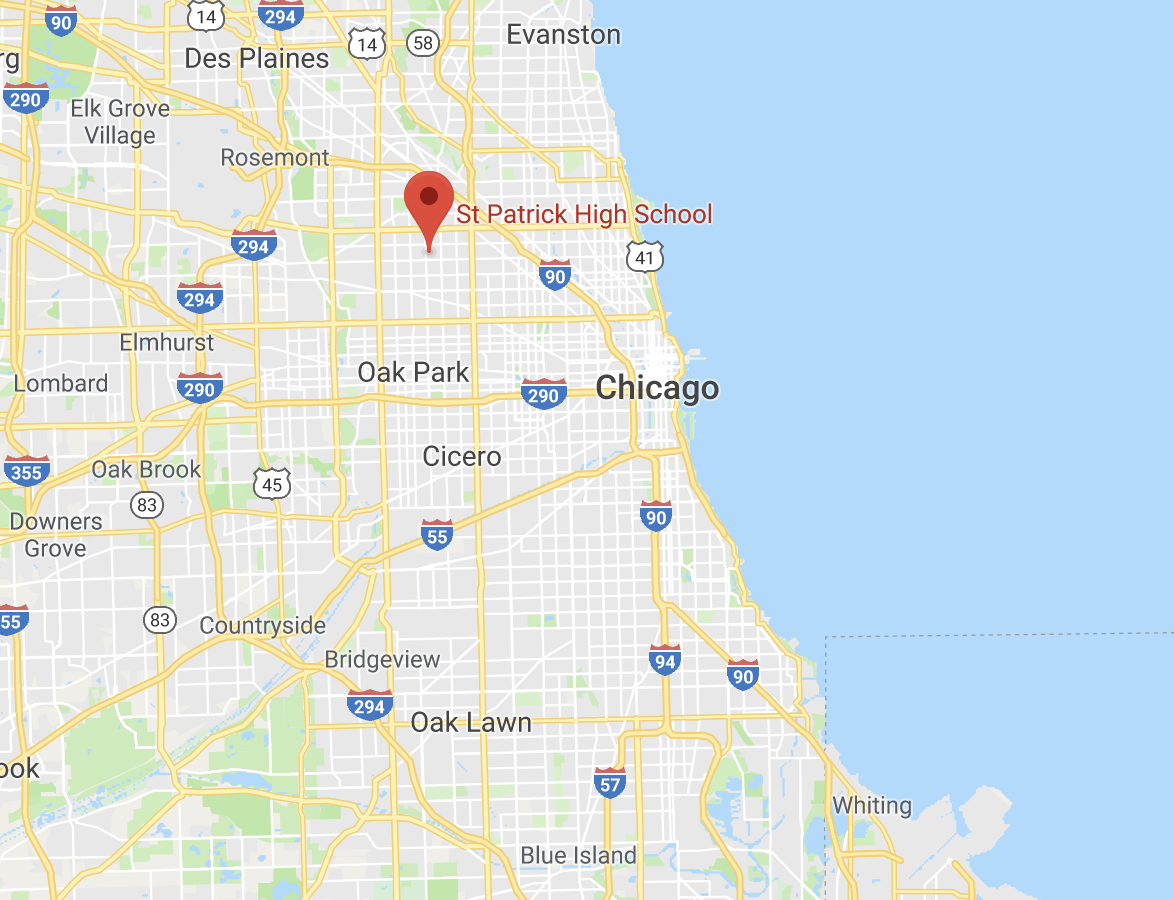 90
14
294
14
58
Evanston
rg
Des Plaines
290
Elk Grove
Village
Rosemont
St Patrick High School
294
41
90
294
Elmhurst
Oak Park
Lombard
290
290
Chicago
Cicero
355
Oak Brook
45
83
90
Downers
Grove
55
55
83
Countryside
Bridgeview
94
90
294
Oak Lawn
ook
57
Whiting
Blue Island